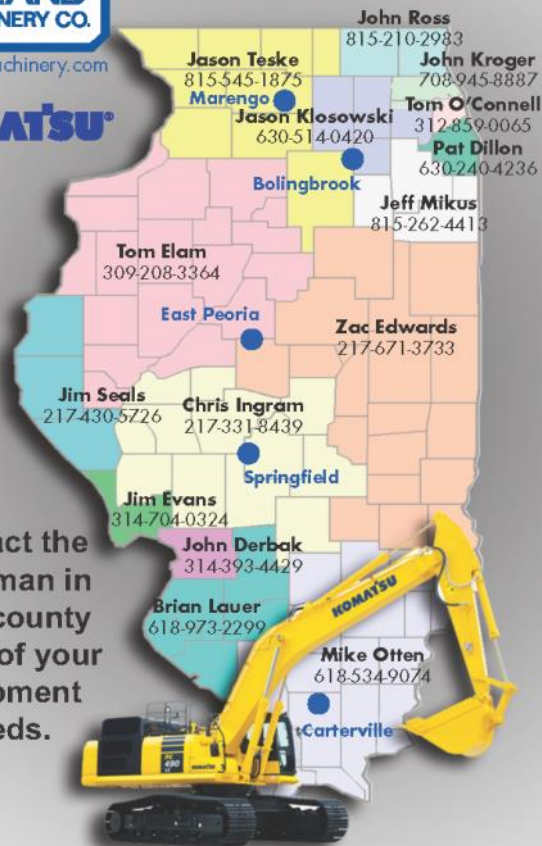 NERY CO.
achinery.com
John Ross
815-210-2983
Jason Teske
815-545-1875
John Kroger
708-945-8887
Marengo
Tom O'Connell
312-859-0065
Jason Klosowski
630-514-0420
Pat Dillon
630-240-4236
Bolingbrook
Jeff Mikus
815-262-4413
Tom Elam
309-208-3364
East Peoria
Zac Edwards
217-671-3733
Jim Seals
217-430-5726
Chris Ingram
217-331-8439
Springfield
Jim Evans
314-704-0324
John Derbak
314-393-4429
Brian Lauer
618-973-2299
act the
man in
county
of your
pment
eds.
KOMATSU
Mike Otten
618-534-9074
Carterville
490
KOMATSU